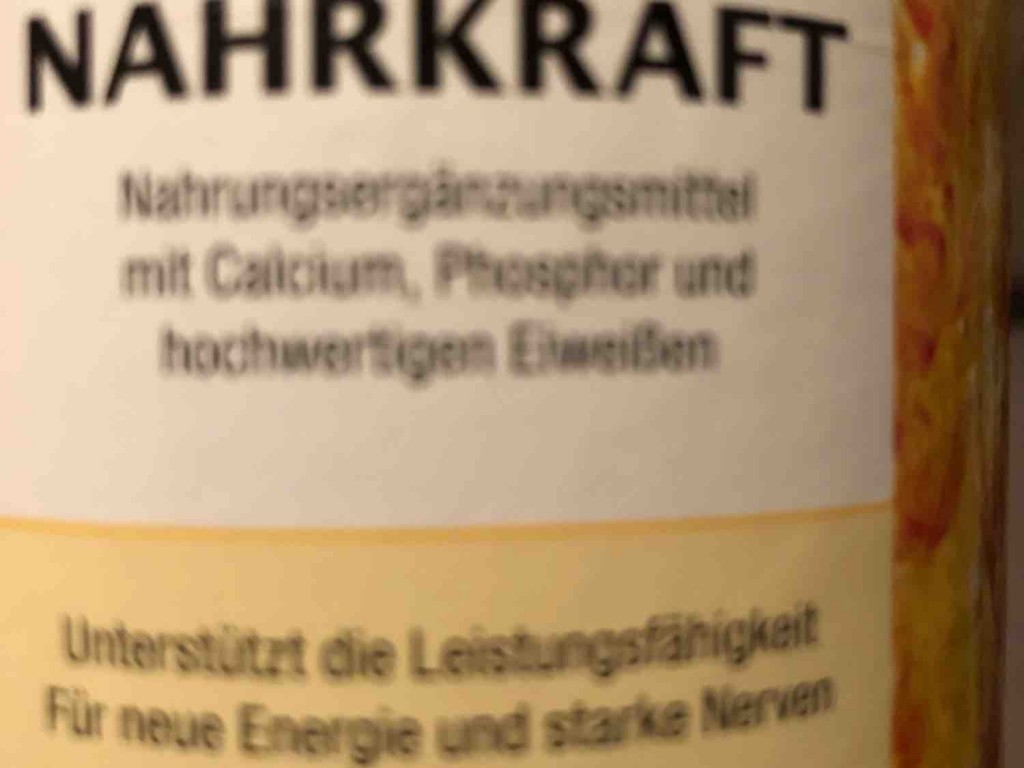 NAHRKRAFT
Nahrungsergänzungsmittel
mit Calcium, Phosphor und
hochwertigen Eiweißen
Unterstützt die Leistungsfähigkeit
Für neue Energie und starke Nerven